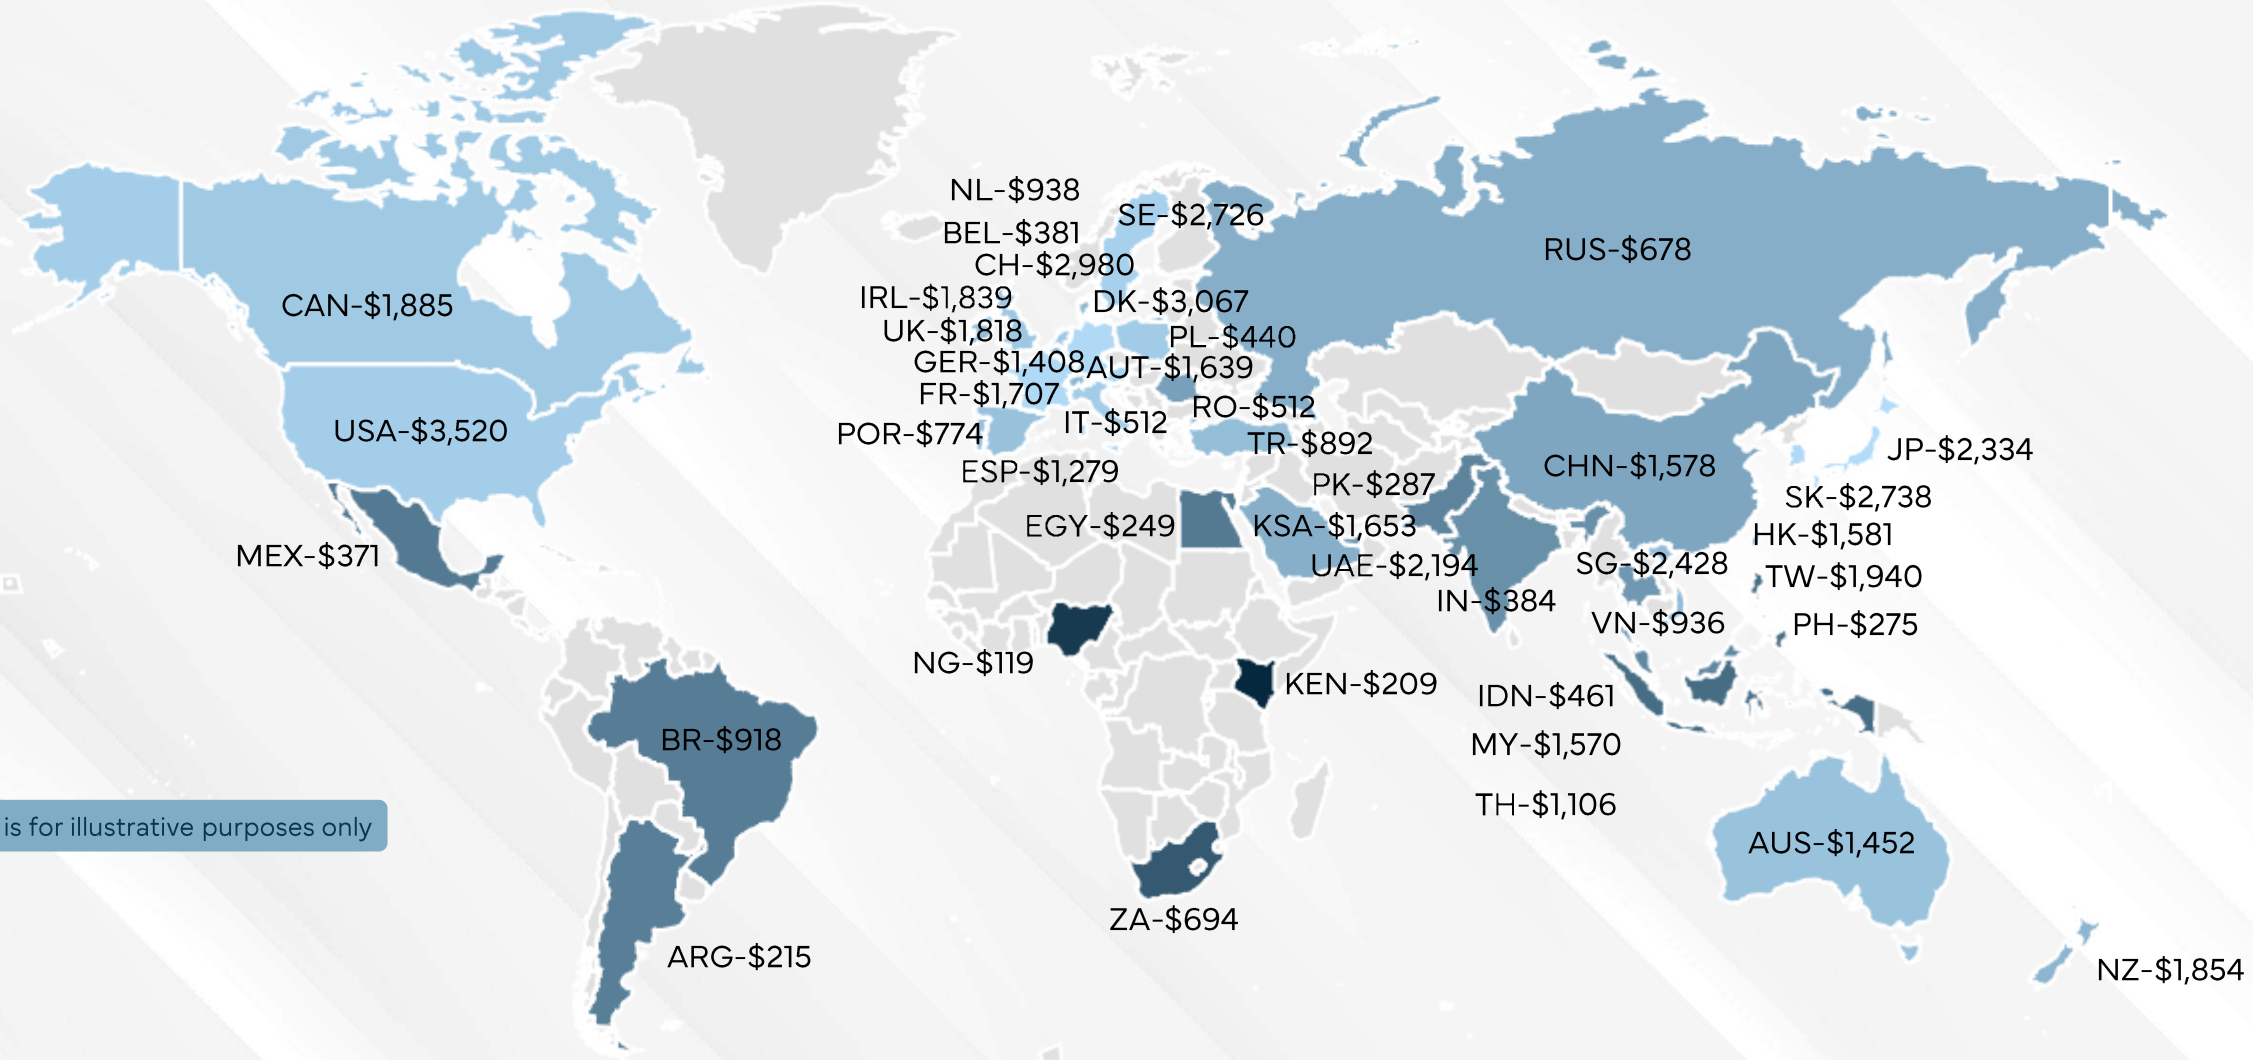 NL-$938
SE-$2,726
BEL-$381
RUS-$678
CH-$2,980
IRL-$1,839
DK-$3,067
CAN-$1,885
UK-$1,818
PL-$440
GER-$1,408
AUT-$1,639
FR-$1,707
RO-$512
IT-$512
USA-$3,520
POR-$774
TR-$892
JP-$2,334
ESP-$1,279
CHN-$1,578
PK-$287
SK-$2,738
EGY-$249
KSA-$1,653
HK-$1,581
MEX-$371
UAE-$2,194
SG-$2,428
TW-$1,940
IN-$384
VN-$936
PH-$275
NG-$119
KEN-$209
IDN-$461
BR-$918
MY-$1,570
TH-$1,106
is for illustrative purposes only
AUS-$1,452
ZA-$694
ARG-$215
NZ-$1,854